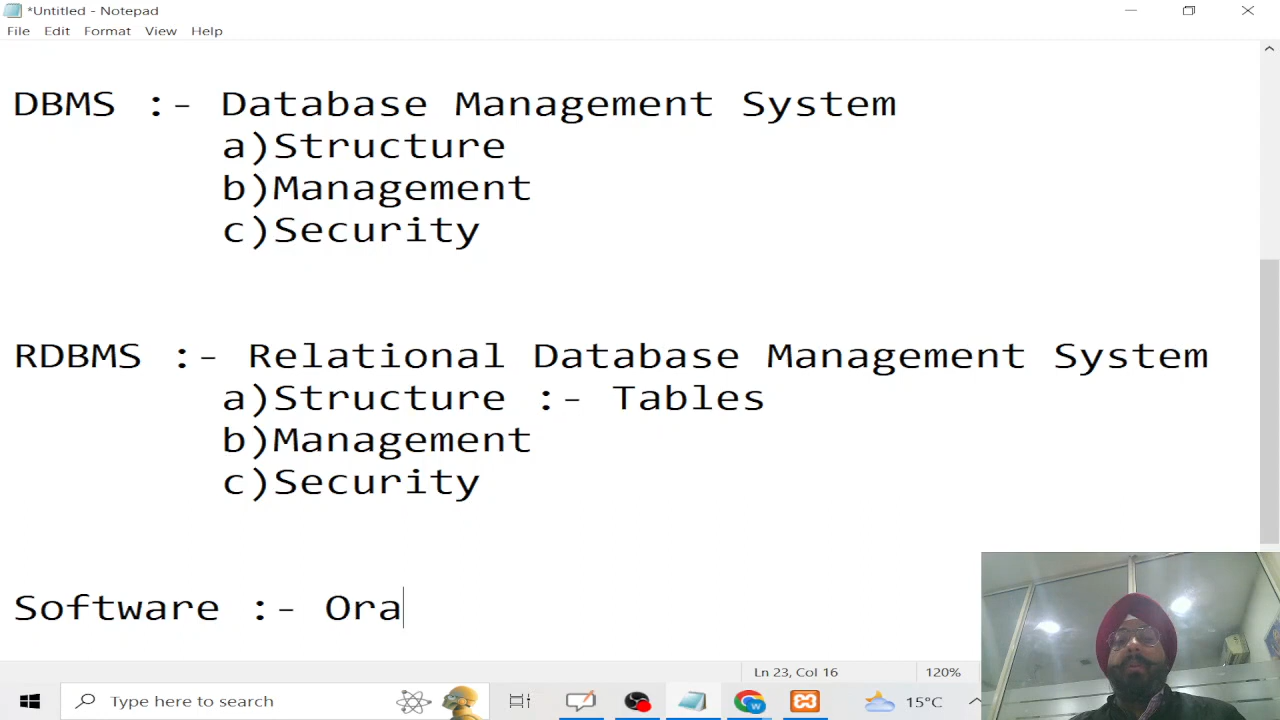 *Untitled - Notepad
File Edit Format View Help
DBMS :- Database Management System
a)Structure
b)Management
c)Security
RDBMS :- Relational Database Management System
a)Structure :- Tables
b)Management
c)Security
Software :- Ora
Ln 23, Col 16 120%
Type here to search W 15°C